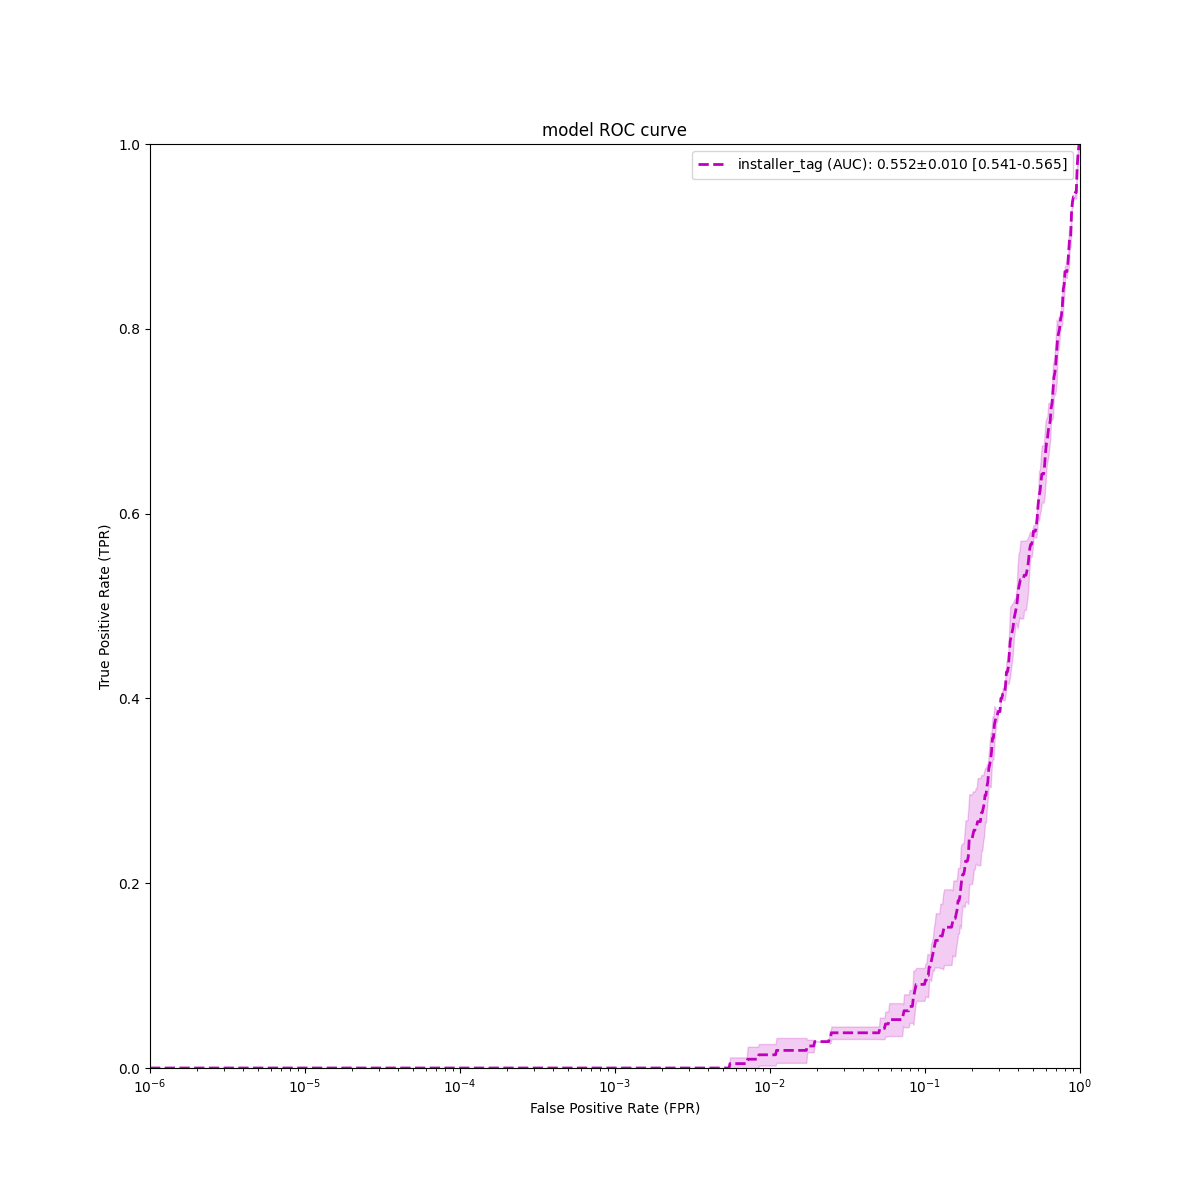 model ROC curve
installer_tag (AUC): 0.552±0.010 [0.541-0.565]
1.0
0.8
0.6
0.4
0.2
0.0
True Positive Rate (TPR)
10⁻⁶ 10⁻⁵ 10⁻⁴ 10⁻³ 10⁻² 10⁻¹ 10⁰
False Positive Rate (FPR)